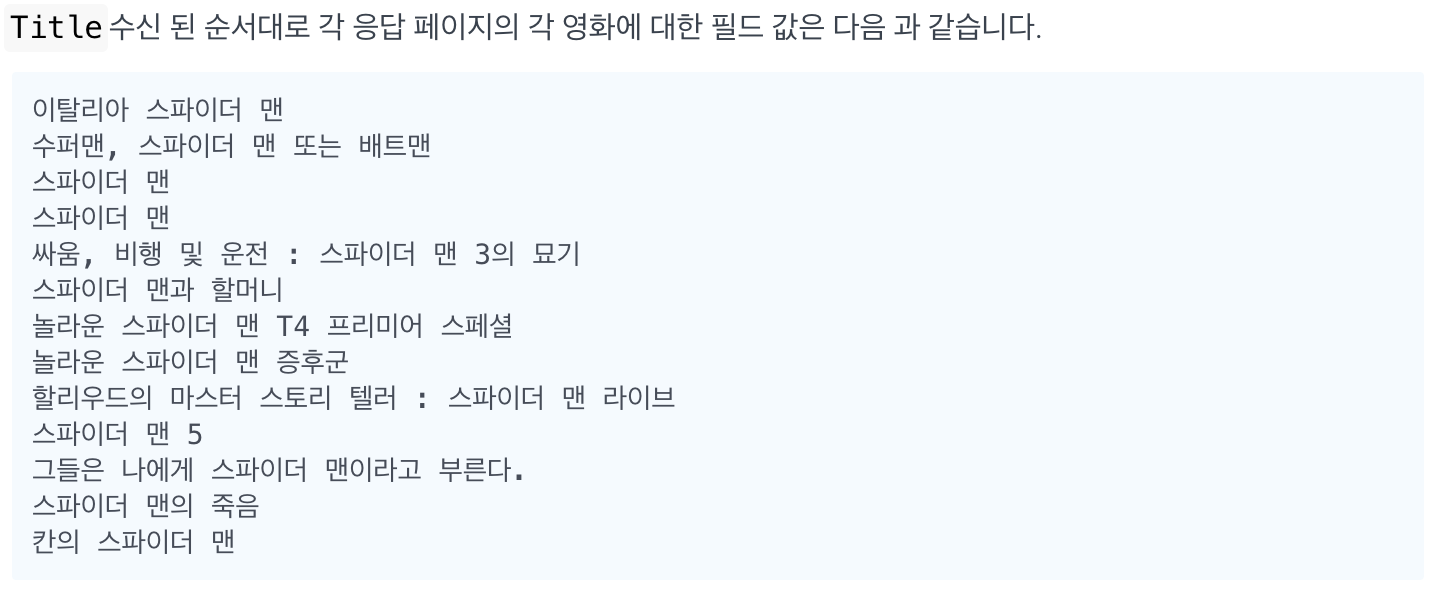 Title 수신 된 순서대로 각 응답 페이지의 각 영화에 대한 필드 값은 다음 과 같습니다.
이탈리아 스파이더 맨
수퍼맨, 스파이더 맨 또는 배트맨
스파이더 맨
스파이더 맨
싸움, 비행 및 운전 : 스파이더 맨 3의 묘기
스파이더 맨과 할머니
놀라운 스파이더 맨 T4 프리미어 스페셜
놀라운 스파이더 맨 증후군
할리우드의 마스터 스토리 텔러 : 스파이더 맨 라이브
스파이더 맨 5
그들은 나에게 스파이더 맨이라고 부른다.
스파이더 맨의 죽음
칸의 스파이더 맨